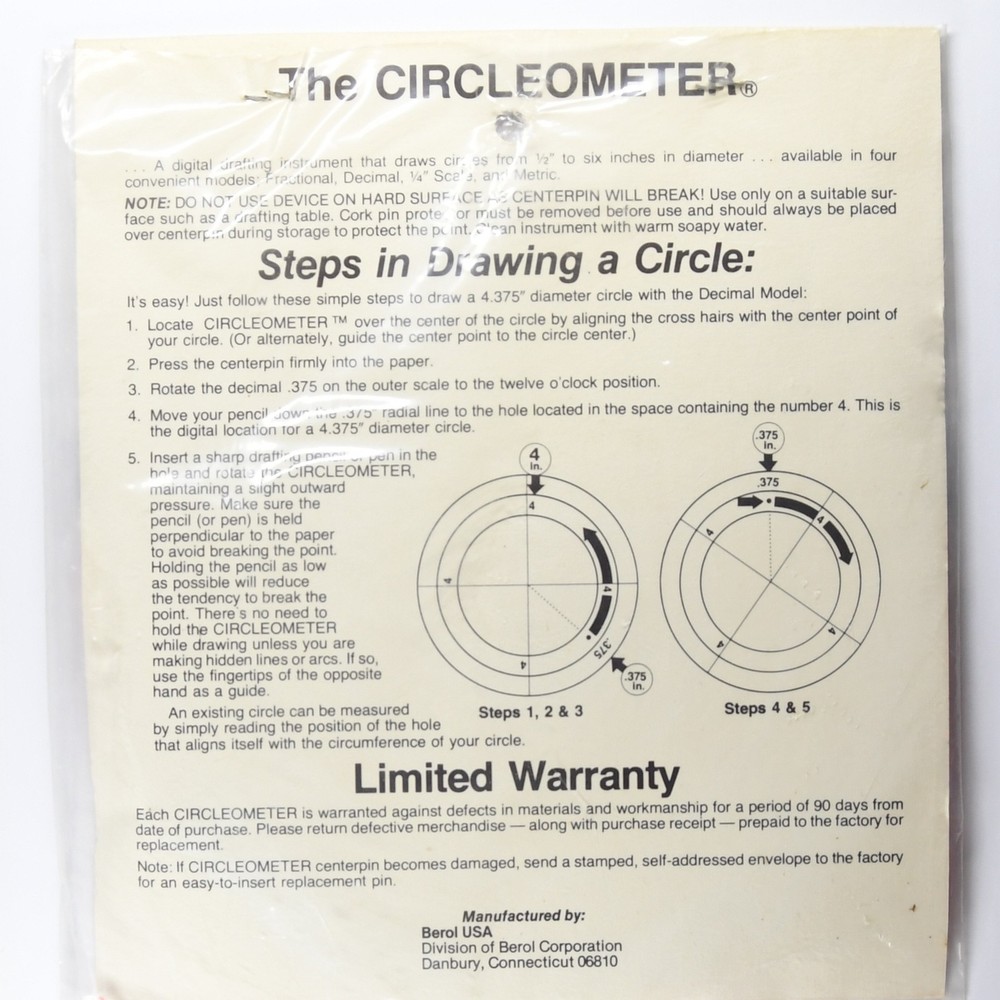 The CIRCLEOMETER®
... A digital drafting instrument that draws circles from ½" to six inches in diameter ... available in four
convenient models: Fractional, Decimal, ¼" Scale, and Metric.
NOTE: DO NOT USE DEVICE ON HARD SURFACE AS CENTERPIN WILL BREAK! Use only on a suitable sur-
face such as a drafting table. Cork pin protector must be removed before use and should always be placed
over centerpin during storage to protect the point. Clean instrument with warm soapy water.
Steps in Drawing a Circle:
It's easy! Just follow these simple steps to draw a 4.375" diameter circle with the Decimal Model:
1. Locate CIRCLEOMETER™ over the center of the circle by aligning the cross hairs with the center point of
your circle. (Or alternately, guide the center point to the circle center.)
2. Press the centerpin firmly into the paper.
3. Rotate the decimal .375 on the outer scale to the twelve o'clock position.
4. Move your pencil down the .375" radial line to the hole located in the space containing the number 4. This is
the digital location for a 4.375" diameter circle.
5. Insert a sharp drafting pencil or pen in the
hole and rotate the CIRCLEOMETER,
maintaining a slight outward
pressure. Make sure the
pencil (or pen) is held
perpendicular to the paper
to avoid breaking the point.
Holding the pencil as low
as possible will reduce
the tendency to break the
point. There's no need to
hold the CIRCLEOMETER
while drawing unless you are
making hidden lines or arcs. If so,
use the fingertips of the opposite
hand as a guide.
An existing circle can be measured
by simply reading the position of the hole
that aligns itself with the circumference of your circle.
4
in.
4
4
4
4
.375
.375
in.
Steps 1, 2 & 3
.375
in.
.375
4
4
4
4
Steps 4 & 5
Limited Warranty
Each CIRCLEOMETER is warranted against defects in materials and workmanship for a period of 90 days from
date of purchase. Please return defective merchandise — along with purchase receipt — prepaid to the factory for
replacement.
Note: If CIRCLEOMETER centerpin becomes damaged, send a stamped, self-addressed envelope to the factory
for an easy-to-insert replacement pin.
Manufactured by:
Berol USA
Division of Berol Corporation
Danbury, Connecticut 06810